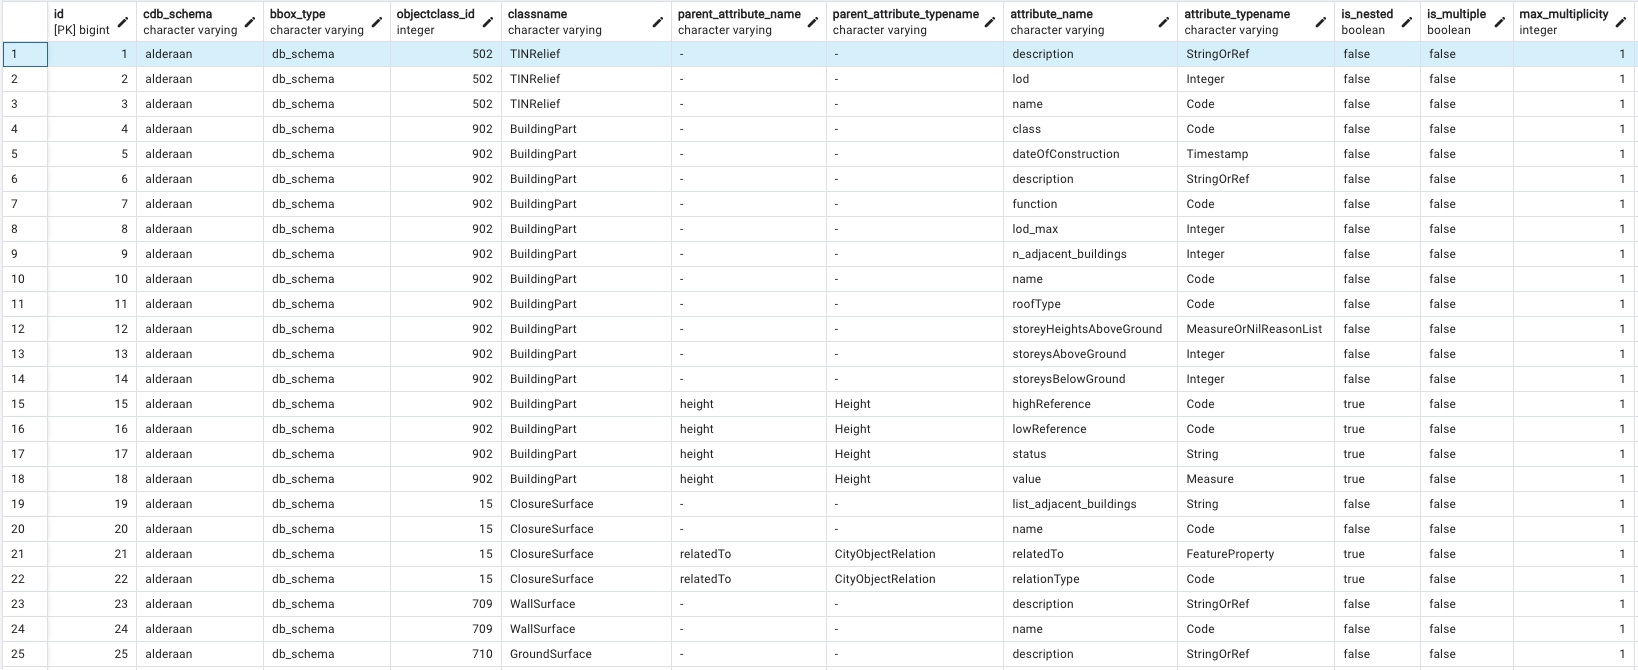 id cdb_schema bbox_type objectclass_id classname parent_attribute_name parent_attribute_typename attribute_name attribute_typename is_nested is_multiple max_multiplicity
[PK] bigint character varying character varying integer character varying character varying character varying character varying character varying boolean boolean integer
1 1 alderaan db_schema 502 TINRelief - - description StringOrRef false false 1
2 2 alderaan db_schema 502 TINRelief - - lod Integer false false 1
3 3 alderaan db_schema 502 TINRelief - - name Code false false 1
4 4 alderaan db_schema 902 BuildingPart - - class Code false false 1
5 5 alderaan db_schema 902 BuildingPart - - dateOfConstruction Timestamp false false 1
6 6 alderaan db_schema 902 BuildingPart - - description StringOrRef false false 1
7 7 alderaan db_schema 902 BuildingPart - - function Code false false 1
8 8 alderaan db_schema 902 BuildingPart - - lod_max Integer false false 1
9 9 alderaan db_schema 902 BuildingPart - - n_adjacent_buildings Integer false false 1
10 10 alderaan db_schema 902 BuildingPart - - name Code false false 1
11 11 alderaan db_schema 902 BuildingPart - - roofType Code false false 1
12 12 alderaan db_schema 902 BuildingPart - - storeyHeightsAboveGround MeasureOrNilReasonList false false 1
13 13 alderaan db_schema 902 BuildingPart - - storeysAboveGround Integer false false 1
14 14 alderaan db_schema 902 BuildingPart - - storeysBelowGround Integer false false 1
15 15 alderaan db_schema 902 BuildingPart height Height highReference Code true false 1
16 16 alderaan db_schema 902 BuildingPart height Height lowReference Code true false 1
17 17 alderaan db_schema 902 BuildingPart height Height status String true false 1
18 18 alderaan db_schema 902 BuildingPart height Height value Measure true false 1
19 19 alderaan db_schema 15 ClosureSurface - - list_adjacent_buildings String false false 1
20 20 alderaan db_schema 15 ClosureSurface - - name Code false false 1
21 21 alderaan db_schema 15 ClosureSurface relatedTo CityObjectRelation relatedTo FeatureProperty true false 1
22 22 alderaan db_schema 15 ClosureSurface relatedTo CityObjectRelation relationType Code true false 1
23 23 alderaan db_schema 709 WallSurface - - description StringOrRef false false 1
24 24 alderaan db_schema 709 WallSurface - - name Code false false 1
25 25 alderaan db_schema 710 GroundSurface - - description StringOrRef false false 1